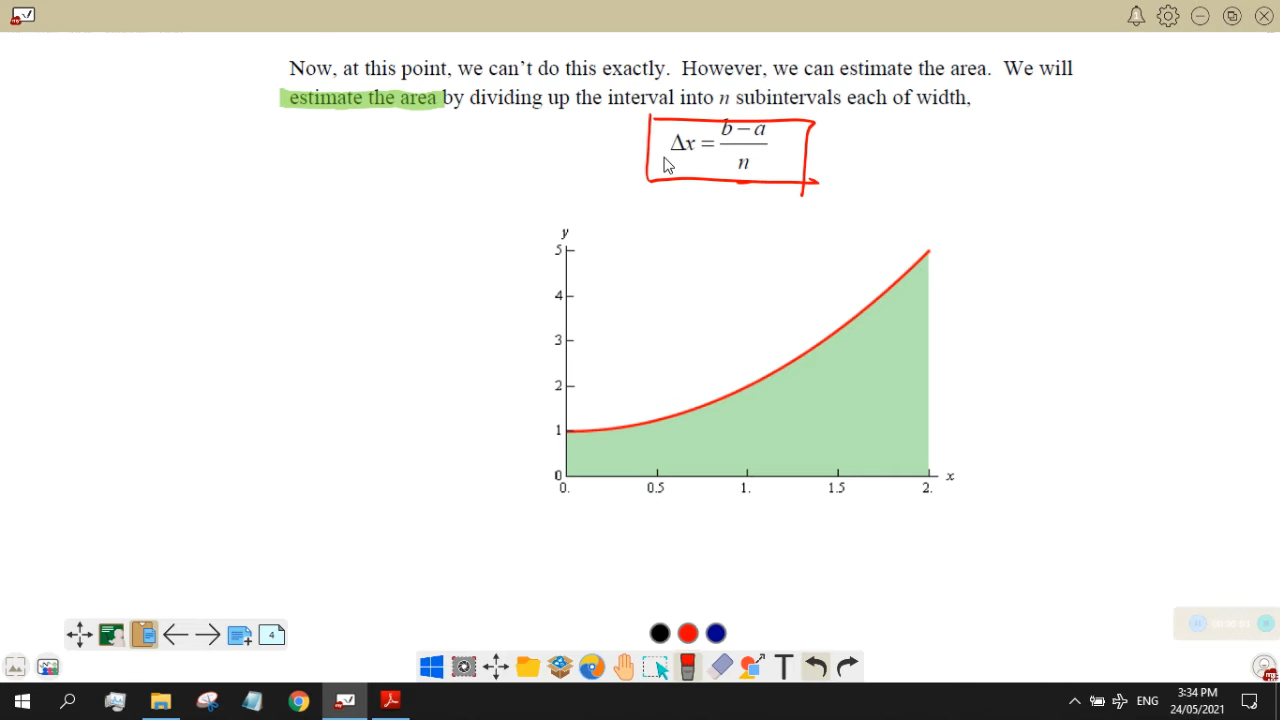 Now, at this point, we can't do this exactly. However, we can estimate the area. We will
estimate the area by dividing up the interval into n subintervals each of width,
Δx = (b − a)/n
y
5
4
3
2
1
0
0. 0.5 1. 1.5 2. x
4
T
3:34 PM
ENG
24/05/2021